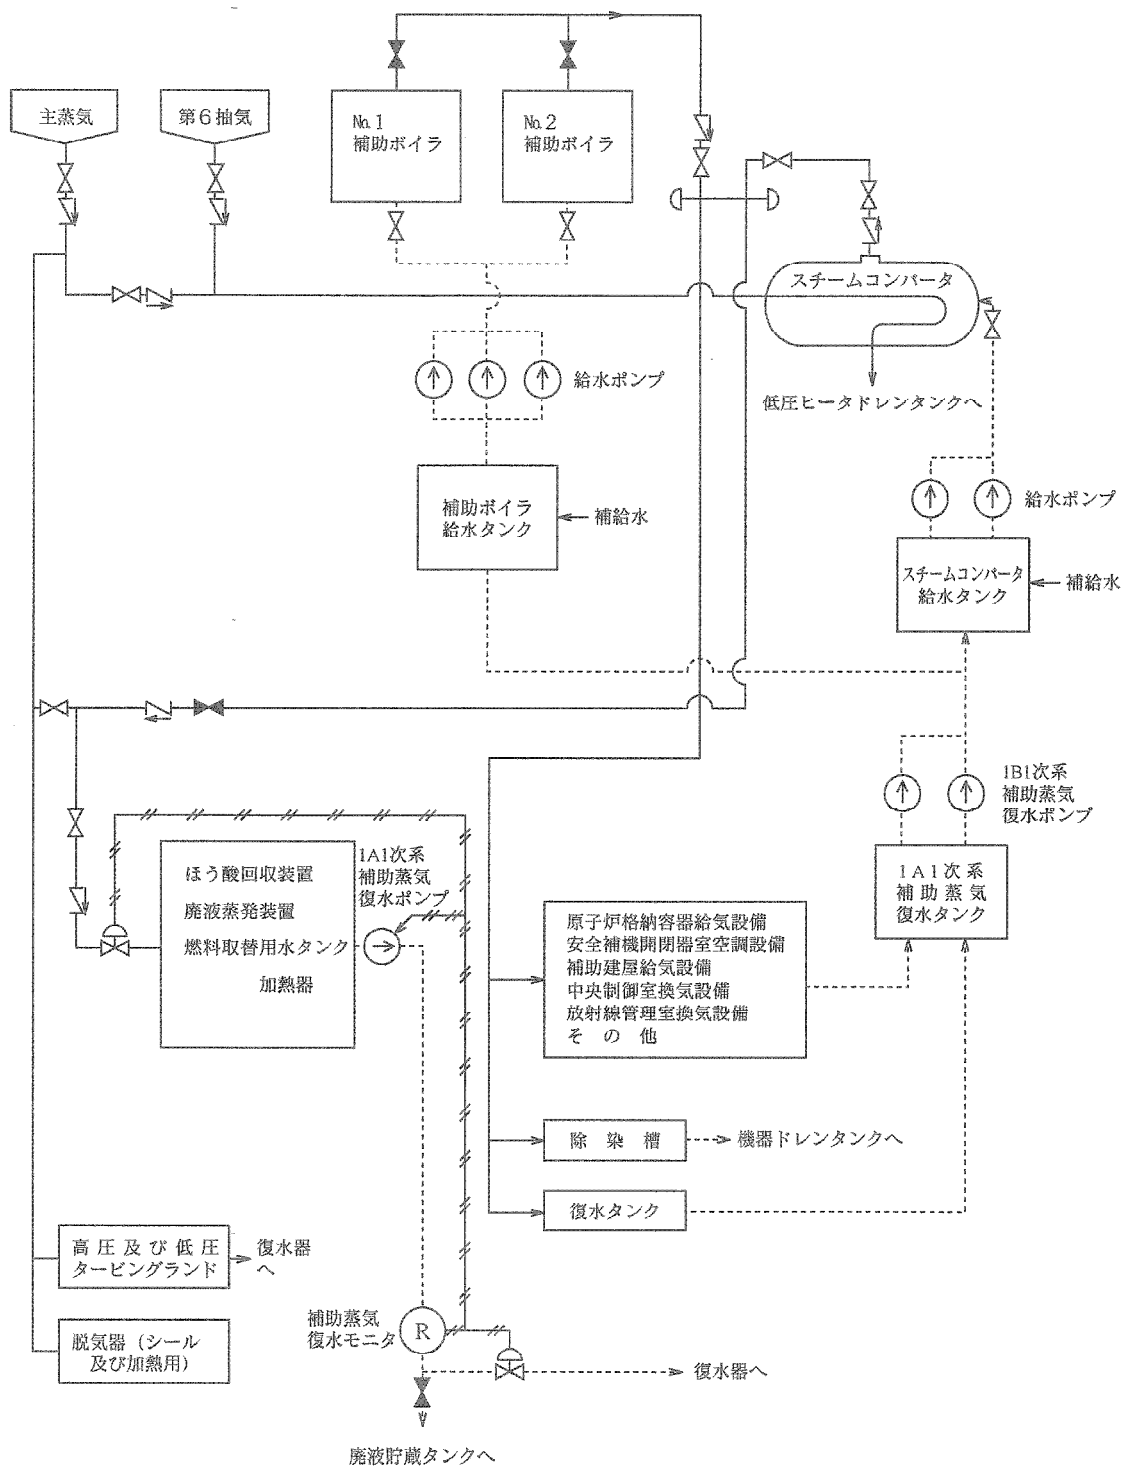 主蒸気
第6抽気
№1
補助ボイラ
№2
補助ボイラ
スチームコンバータ
給水ポンプ
低圧ヒータドレンタンクへ
補助ボイラ
給水タンク
補給水
給水ポンプ
スチームコンバータ
給水タンク
補給水
1B1次系
補助蒸気
復水ポンプ
ほう酸回収装置
廃液蒸発装置
燃料取替用水タンク
加熱器
1A1次系
補助蒸気
復水ポンプ
1A1次系
補助蒸気
復水タンク
原子炉格納容器給気設備
安全補機開閉器室空調設備
補助建屋給気設備
中央制御室換気設備
放射線管理室換気設備
その他
除染槽
機器ドレンタンクへ
復水タンク
高圧及び低圧
タービングランド
復水器
へ
脱気器(シール
及び加熱用)
補助蒸気
復水モニタ
R
復水器へ
廃液貯蔵タンクへ